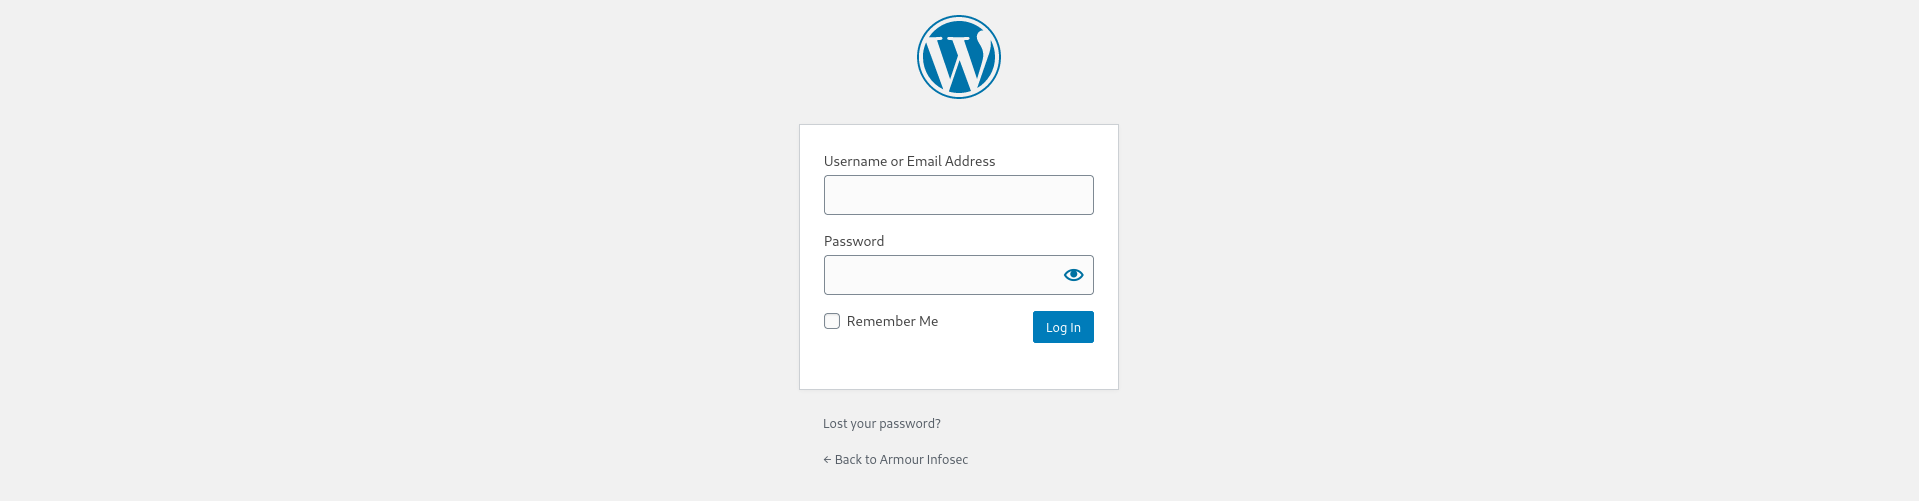 Username or Email Address
Password
Remember Me
Log In
Lost your password?
← Back to Armour Infosec